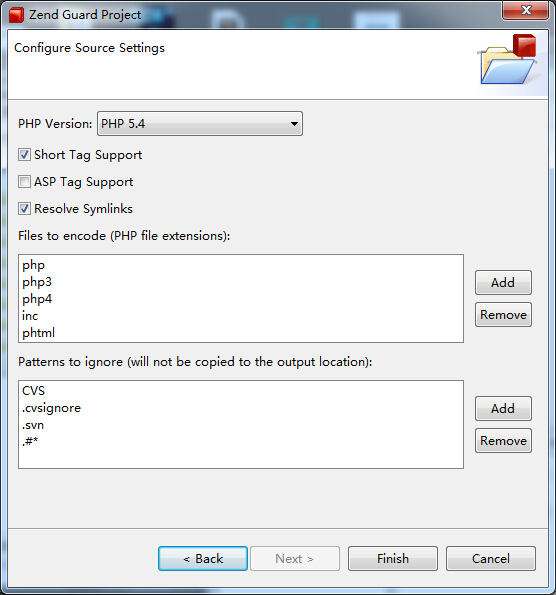 Zend Guard Project
Configure Source Settings
PHP Version: PHP 5.4
Short Tag Support
ASP Tag Support
Resolve Symlinks
Files to encode (PHP file extensions):
php
php3
php4
inc
phtml
Add
Remove
Patterns to ignore (will not be copied to the output location):
CVS
.cvsignore
.svn
.#*
Add
Remove
< Back Next > Finish Cancel